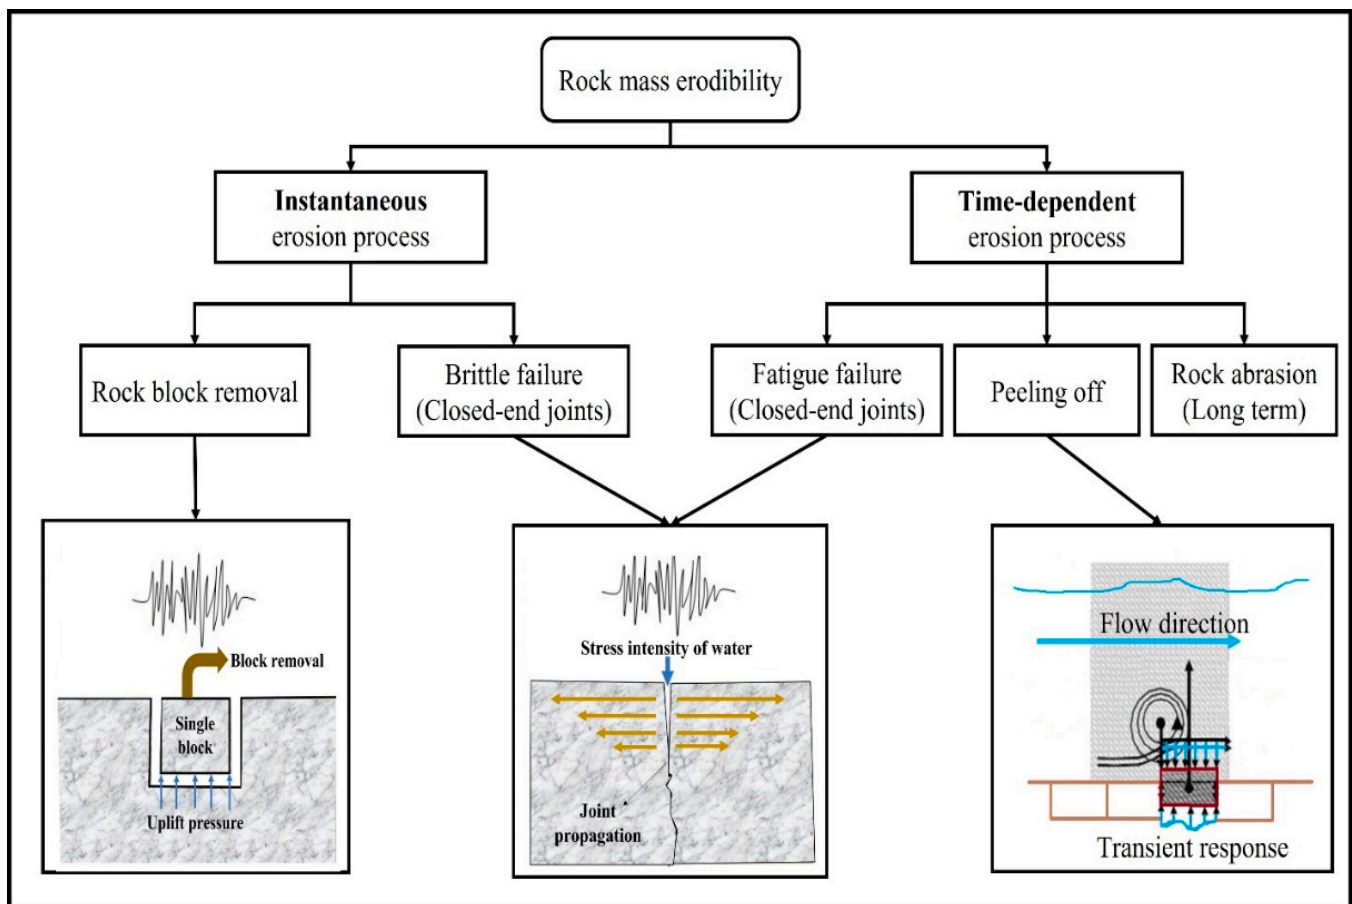 Rock mass erodibility
Instantaneous
erosion process
Time-dependent
erosion process
Rock block removal
Brittle failure
(Closed-end joints)
Fatigue failure
(Closed-end joints)
Peeling off
Rock abrasion
(Long term)
Block removal
Single
block
Uplift pressure
Stress intensity of water
Joint
propagation
Flow direction
Transient response